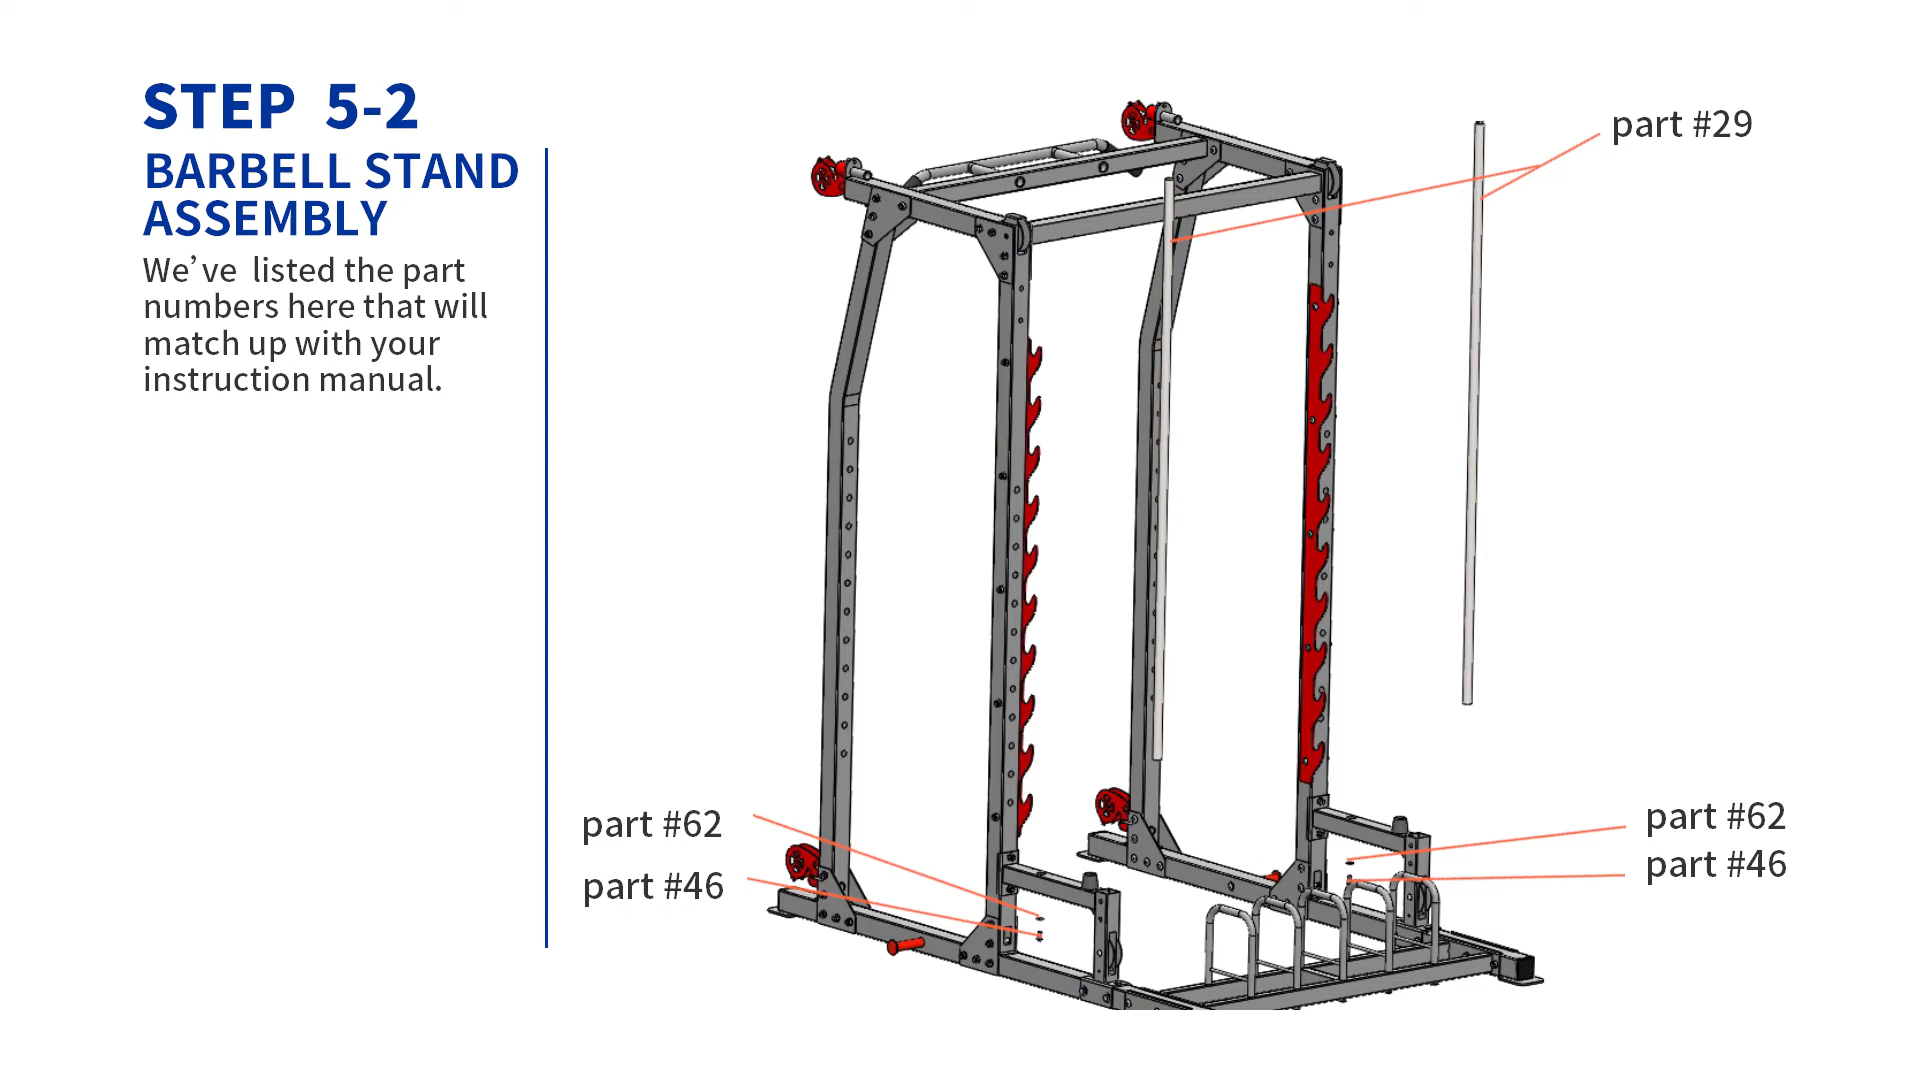 STEP 5-2
BARBELL STAND
ASSEMBLY
We’ve listed the part
numbers here that will
match up with your
instruction manual.
part #29
part #62
part #46
part #62
part #46